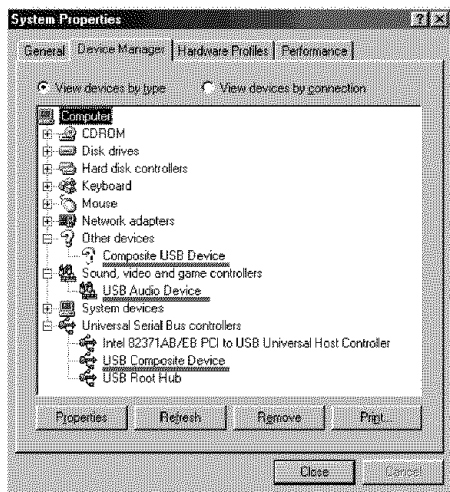 System Properties
General Device Manager Hardware Profiles Performance
View devices by type View devices by connection
Computer
CDROM
Disk drives
Hard disk controllers
Keyboard
Mouse
Network adapters
Other devices
Composite USB Device
Sound, video and game controllers
USB Audio Device
System devices
Universal Serial Bus controllers
Intel 82371AB/EB PCI to USB Universal Host Controller
USB Composite Device
USB Root Hub
Properties Refresh Remove Print...
Close Cancel